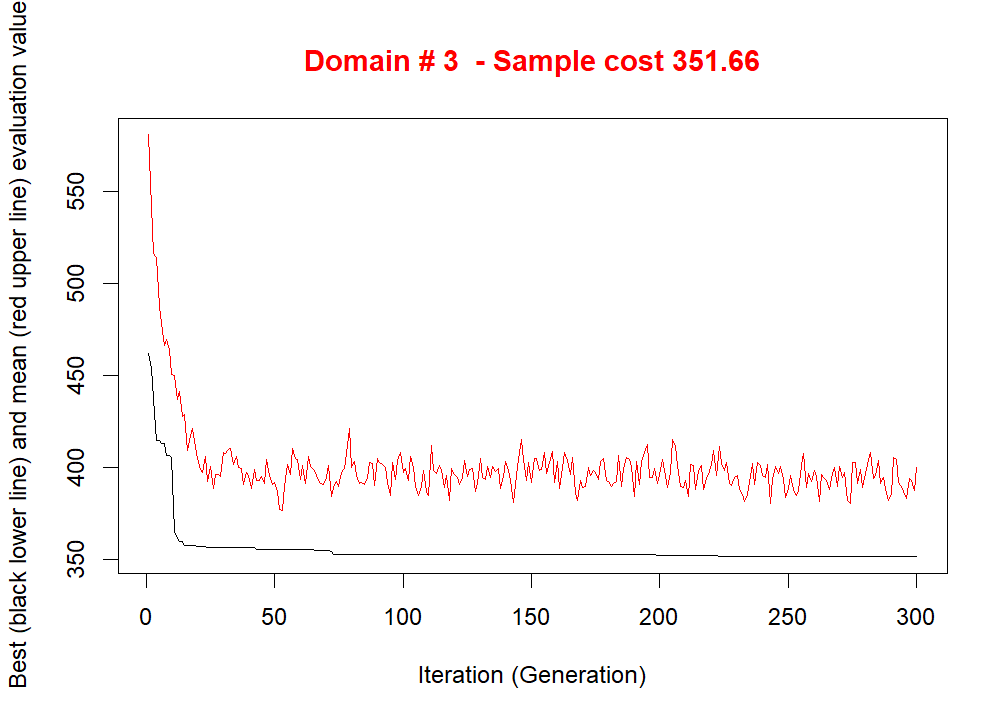 Domain # 3  - Sample cost 351.66
Best (black lower line) and mean (red upper line) evaluation value
550
500
450
400
350
0 50 100 150 200 250 300
Iteration (Generation)